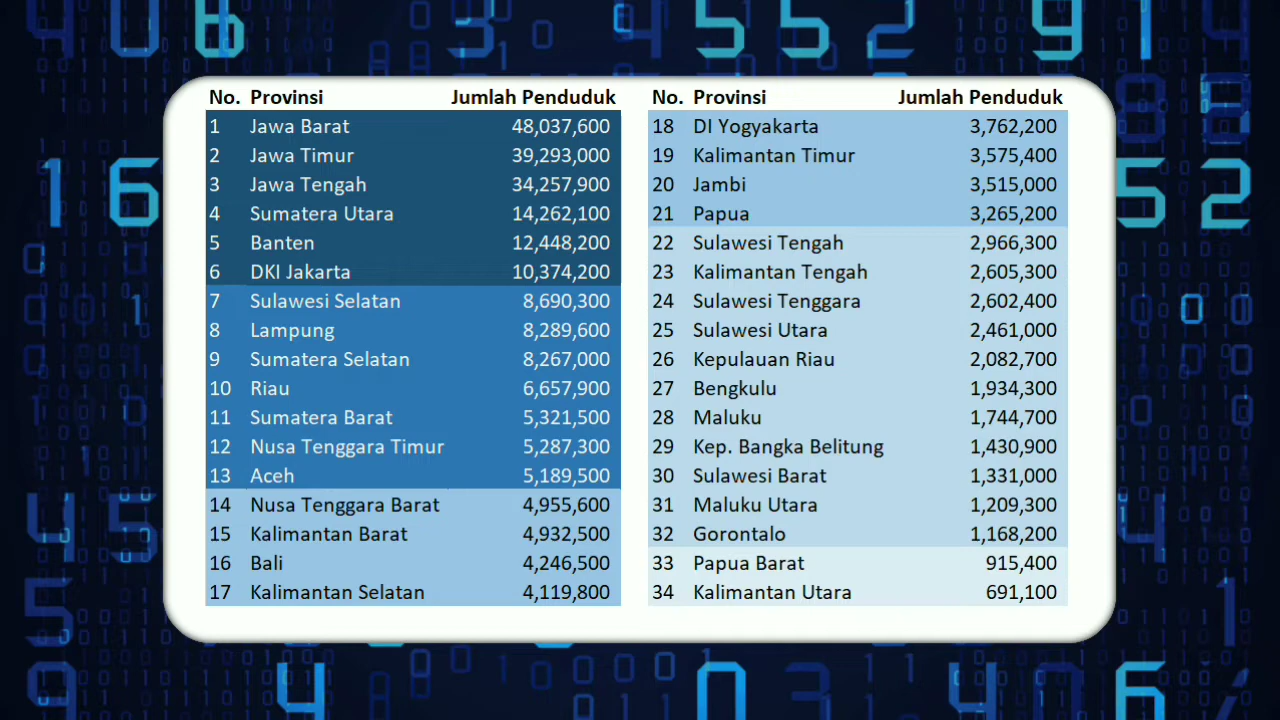 No. Provinsi Jumlah Penduduk
1 Jawa Barat 48,037,600
2 Jawa Timur 39,293,000
3 Jawa Tengah 34,257,900
4 Sumatera Utara 14,262,100
5 Banten 12,448,200
6 DKI Jakarta 10,374,200
7 Sulawesi Selatan 8,690,300
8 Lampung 8,289,600
9 Sumatera Selatan 8,267,000
10 Riau 6,657,900
11 Sumatera Barat 5,321,500
12 Nusa Tenggara Timur 5,287,300
13 Aceh 5,189,500
14 Nusa Tenggara Barat 4,955,600
15 Kalimantan Barat 4,932,500
16 Bali 4,246,500
17 Kalimantan Selatan 4,119,800
No. Provinsi Jumlah Penduduk
18 DI Yogyakarta 3,762,200
19 Kalimantan Timur 3,575,400
20 Jambi 3,515,000
21 Papua 3,265,200
22 Sulawesi Tengah 2,966,300
23 Kalimantan Tengah 2,605,300
24 Sulawesi Tenggara 2,602,400
25 Sulawesi Utara 2,461,000
26 Kepulauan Riau 2,082,700
27 Bengkulu 1,934,300
28 Maluku 1,744,700
29 Kep. Bangka Belitung 1,430,900
30 Sulawesi Barat 1,331,000
31 Maluku Utara 1,209,300
32 Gorontalo 1,168,200
33 Papua Barat 915,400
34 Kalimantan Utara 691,100